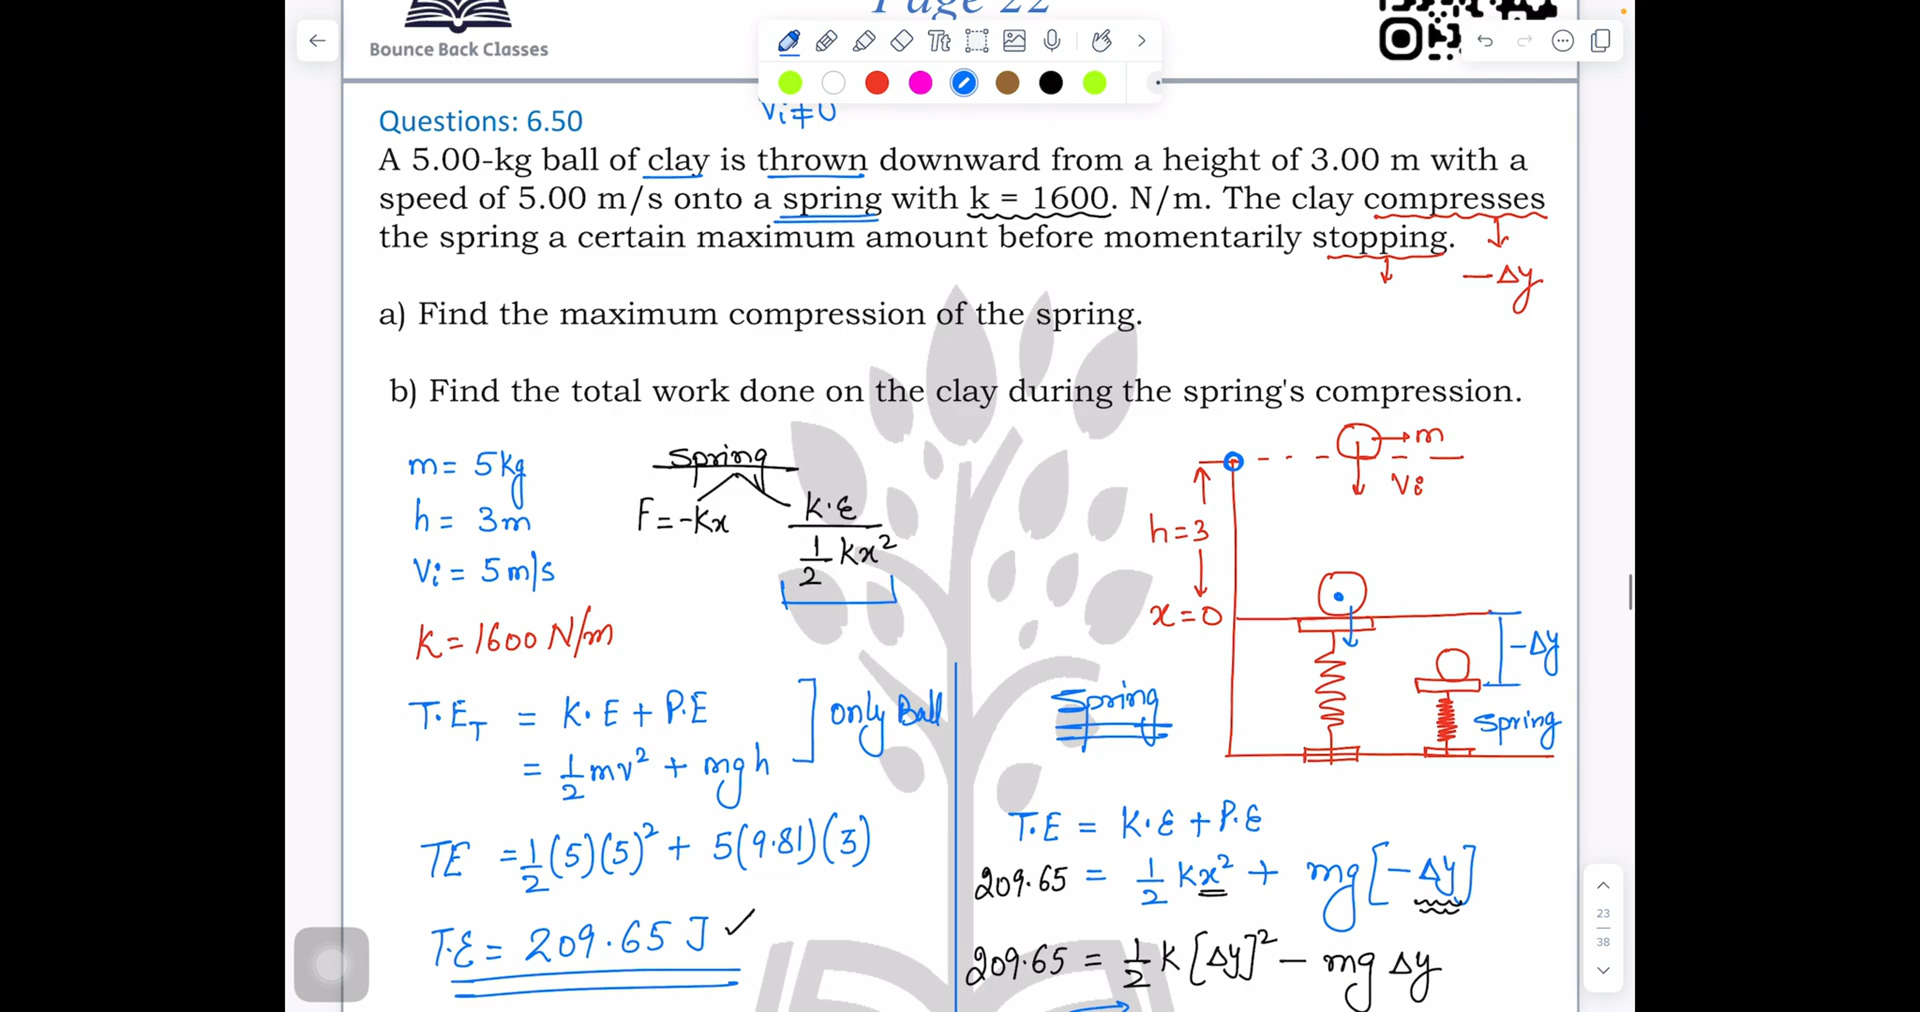 Page 22
Bounce Back Classes
Tt
Vi≠0
Questions: 6.50
A 5.00-kg ball of clay is thrown downward from a height of 3.00 m with a
speed of 5.00 m/s onto a spring with k = 1600. N/m. The clay compresses
the spring a certain maximum amount before momentarily stopping.
-Δy
a) Find the maximum compression of the spring.
b) Find the total work done on the clay during the spring's compression.
m = 5kg
h = 3m
Vi = 5m/s
K = 1600 N/m
Spring
F = -Kx
K.E
1/2 Kx²
m
Vi
h=3
x=0
-Δy
Spring
T.E_T = K.E + P.E
= 1/2 mv² + mgh
] only Ball
TE = 1/2 (5)(5)² + 5(9.81)(3)
T.E = 209.65 J ✓
Spring
T.E = K.E + P.E
209.65 = 1/2 Kx² + mg[-Δy]
209.65 = 1/2 K[Δy]² - mg Δy
23
38